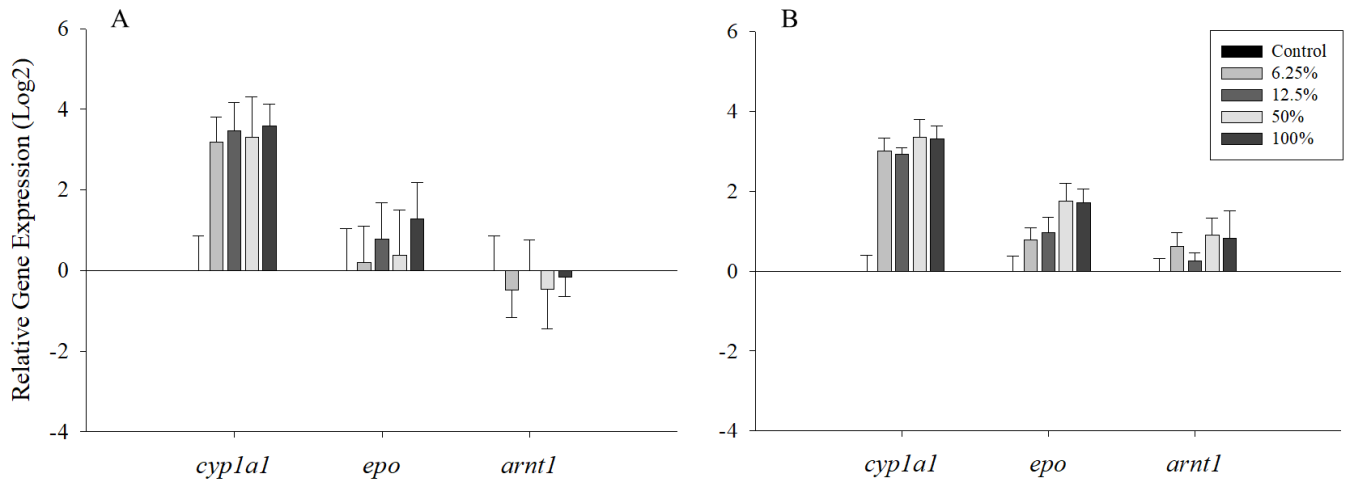 A
Relative Gene Expression (Log2)
6
4
2
0
-2
-4
cyp1a1
epo
arnt1
B
6
4
2
0
-2
-4
cyp1a1
epo
arnt1
Control
6.25%
12.5%
50%
100%